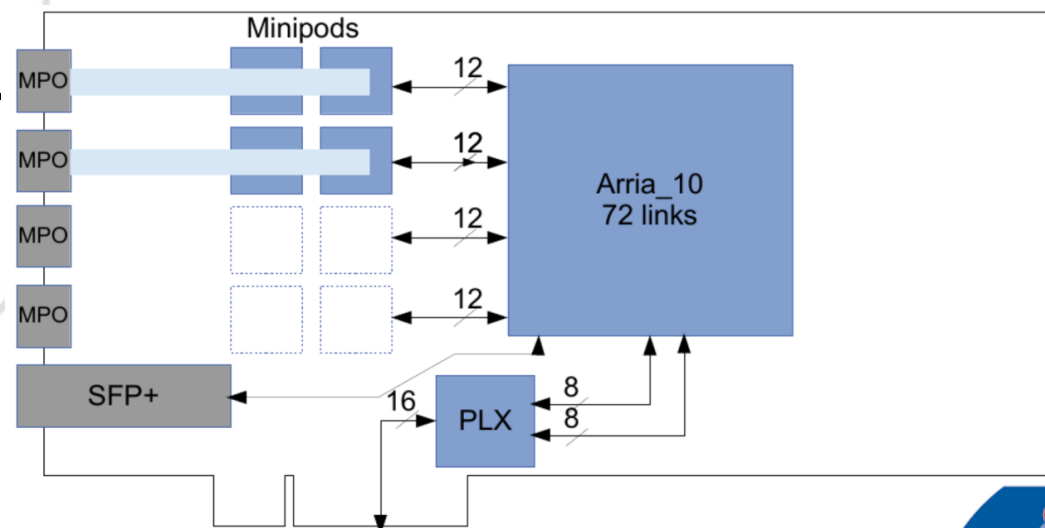 Minipods
MPO
12
MPO
12
Arria_10
72 links
MPO
12
MPO
12
SFP+
16
PLX
8
8